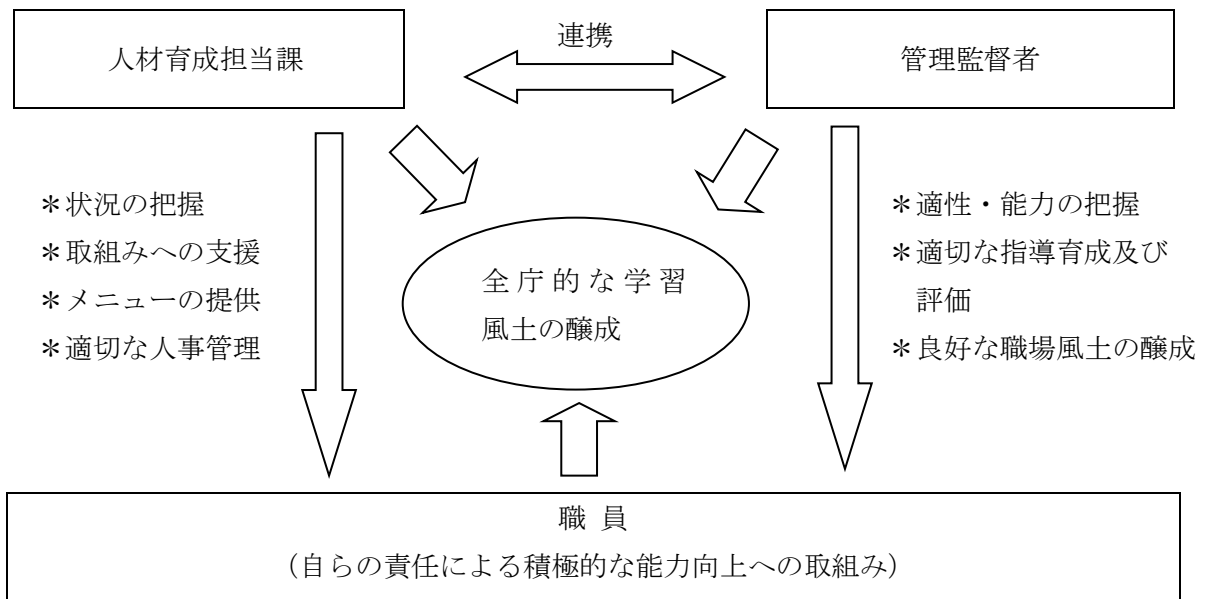 人材育成担当課
連携
管理監督者
＊状況の把握
＊取組みへの支援
＊メニューの提供
＊適切な人事管理
全庁的な学習
風土の醸成
＊適性・能力の把握
＊適切な指導育成及び
評価
＊良好な職場風土の醸成
職 員
（自らの責任による積極的な能力向上への取組み）